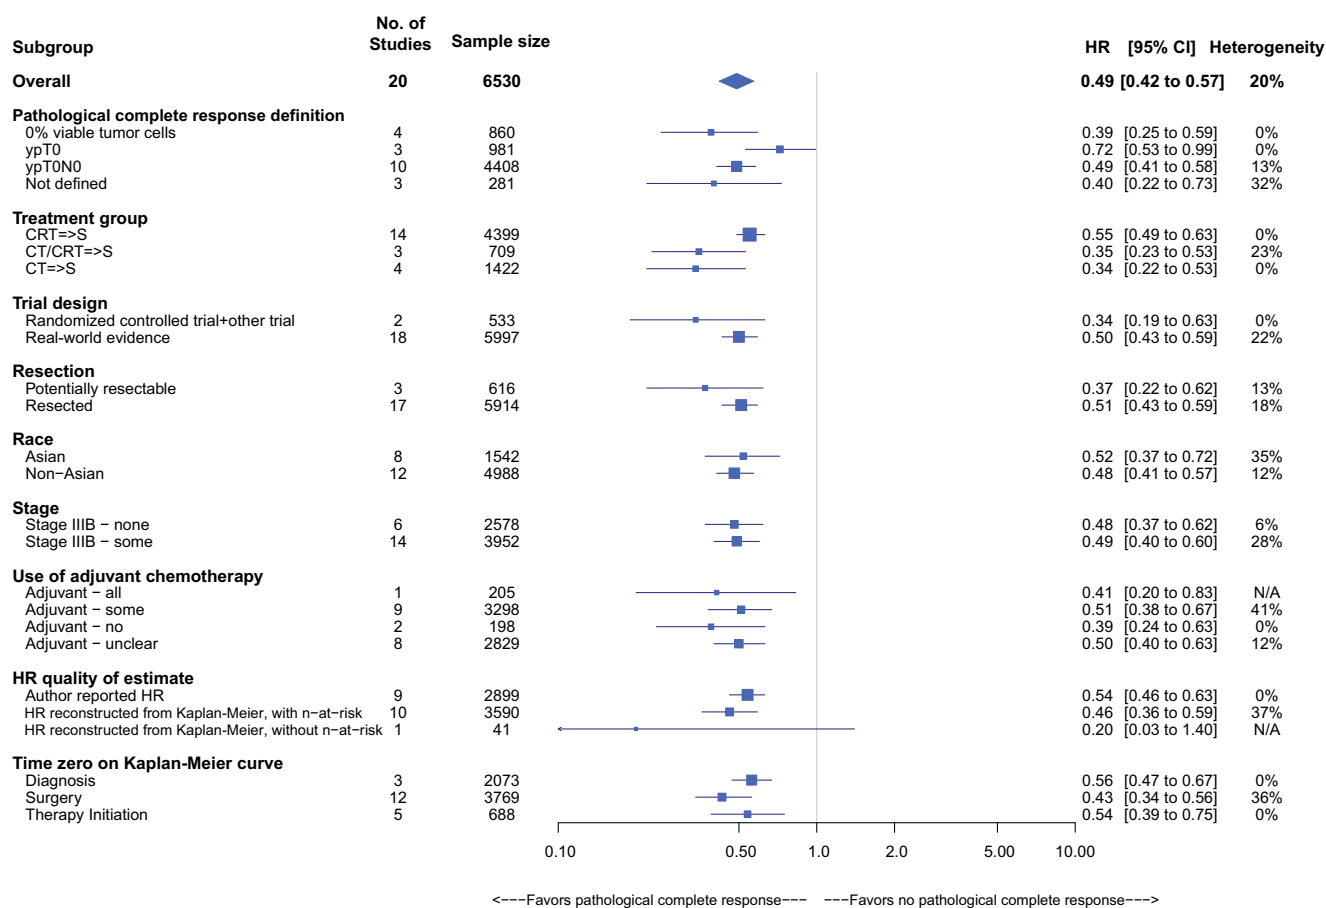 No. of
Subgroup Studies Sample size HR [95% CI] Heterogeneity
Overall 20 6530 0.49 [0.42 to 0.57] 20%
Pathological complete response definition
0% viable tumor cells 4 860 0.39 [0.25 to 0.59] 0%
ypT0 3 981 0.72 [0.53 to 0.99] 0%
ypT0N0 10 4408 0.49 [0.41 to 0.58] 13%
Not defined 3 281 0.40 [0.22 to 0.73] 32%
Treatment group
CRT=>S 14 4399 0.55 [0.49 to 0.63] 0%
CT/CRT=>S 3 709 0.35 [0.23 to 0.53] 23%
CT=>S 4 1422 0.34 [0.22 to 0.53] 0%
Trial design
Randomized controlled trial+other trial 2 533 0.34 [0.19 to 0.63] 0%
Real-world evidence 18 5997 0.50 [0.43 to 0.59] 22%
Resection
Potentially resectable 3 616 0.37 [0.22 to 0.62] 13%
Resected 17 5914 0.51 [0.43 to 0.59] 18%
Race
Asian 8 1542 0.52 [0.37 to 0.72] 35%
Non−Asian 12 4988 0.48 [0.41 to 0.57] 12%
Stage
Stage IIIB − none 6 2578 0.48 [0.37 to 0.62] 6%
Stage IIIB − some 14 3952 0.49 [0.40 to 0.60] 28%
Use of adjuvant chemotherapy
Adjuvant − all 1 205 0.41 [0.20 to 0.83] N/A
Adjuvant − some 9 3298 0.51 [0.38 to 0.67] 41%
Adjuvant − no 2 198 0.39 [0.24 to 0.63] 0%
Adjuvant − unclear 8 2829 0.50 [0.40 to 0.63] 12%
HR quality of estimate
Author reported HR 9 2899 0.54 [0.46 to 0.63] 0%
HR reconstructed from Kaplan-Meier, with n−at−risk 10 3590 0.46 [0.36 to 0.59] 37%
HR reconstructed from Kaplan-Meier, without n−at−risk 1 41 0.20 [0.03 to 1.40] N/A
Time zero on Kaplan-Meier curve
Diagnosis 3 2073 0.56 [0.47 to 0.67] 0%
Surgery 12 3769 0.43 [0.34 to 0.56] 36%
Therapy Initiation 5 688 0.54 [0.39 to 0.75] 0%
0.10 0.50 1.0 2.0 5.00 10.00
<−−−Favors pathological complete response−−− −−−Favors no pathological complete response−−−>